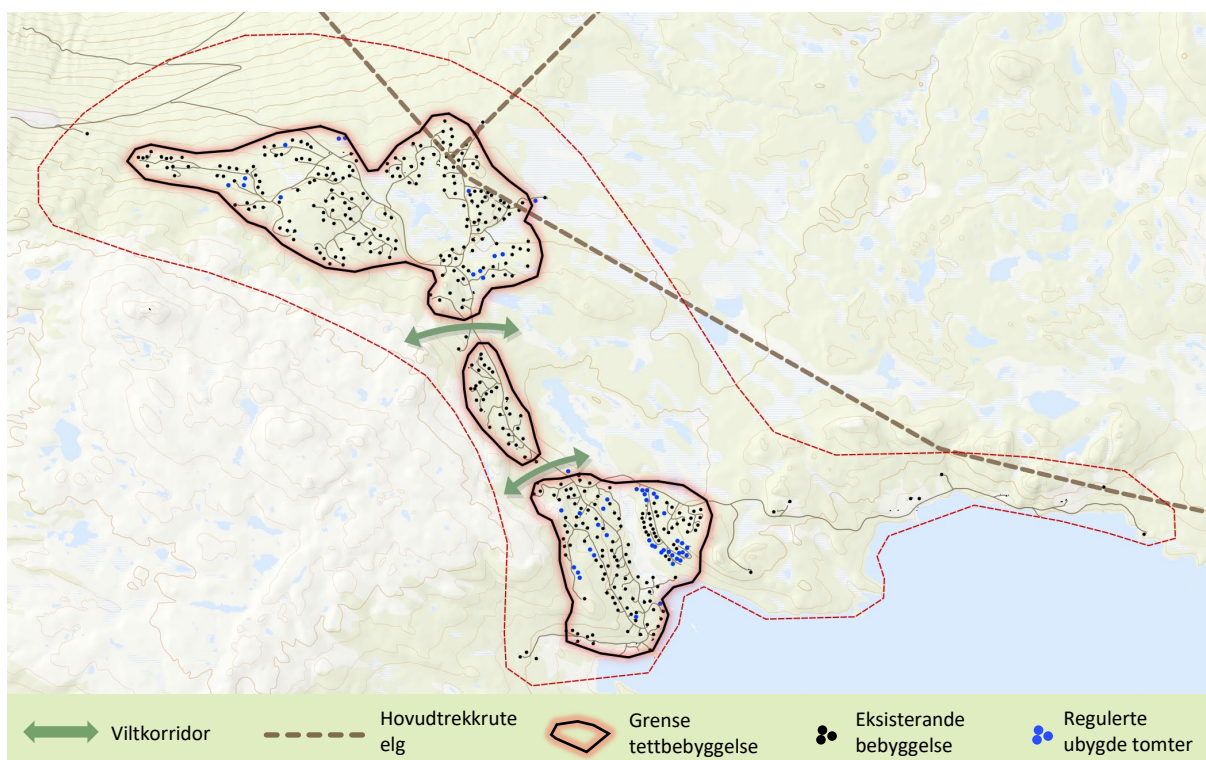 Viltkorridor
Hovudtrekkrute
elg
Grense
tettbebyggelse
Eksisterande
bebyggelse
Regulerte
ubygde tomter